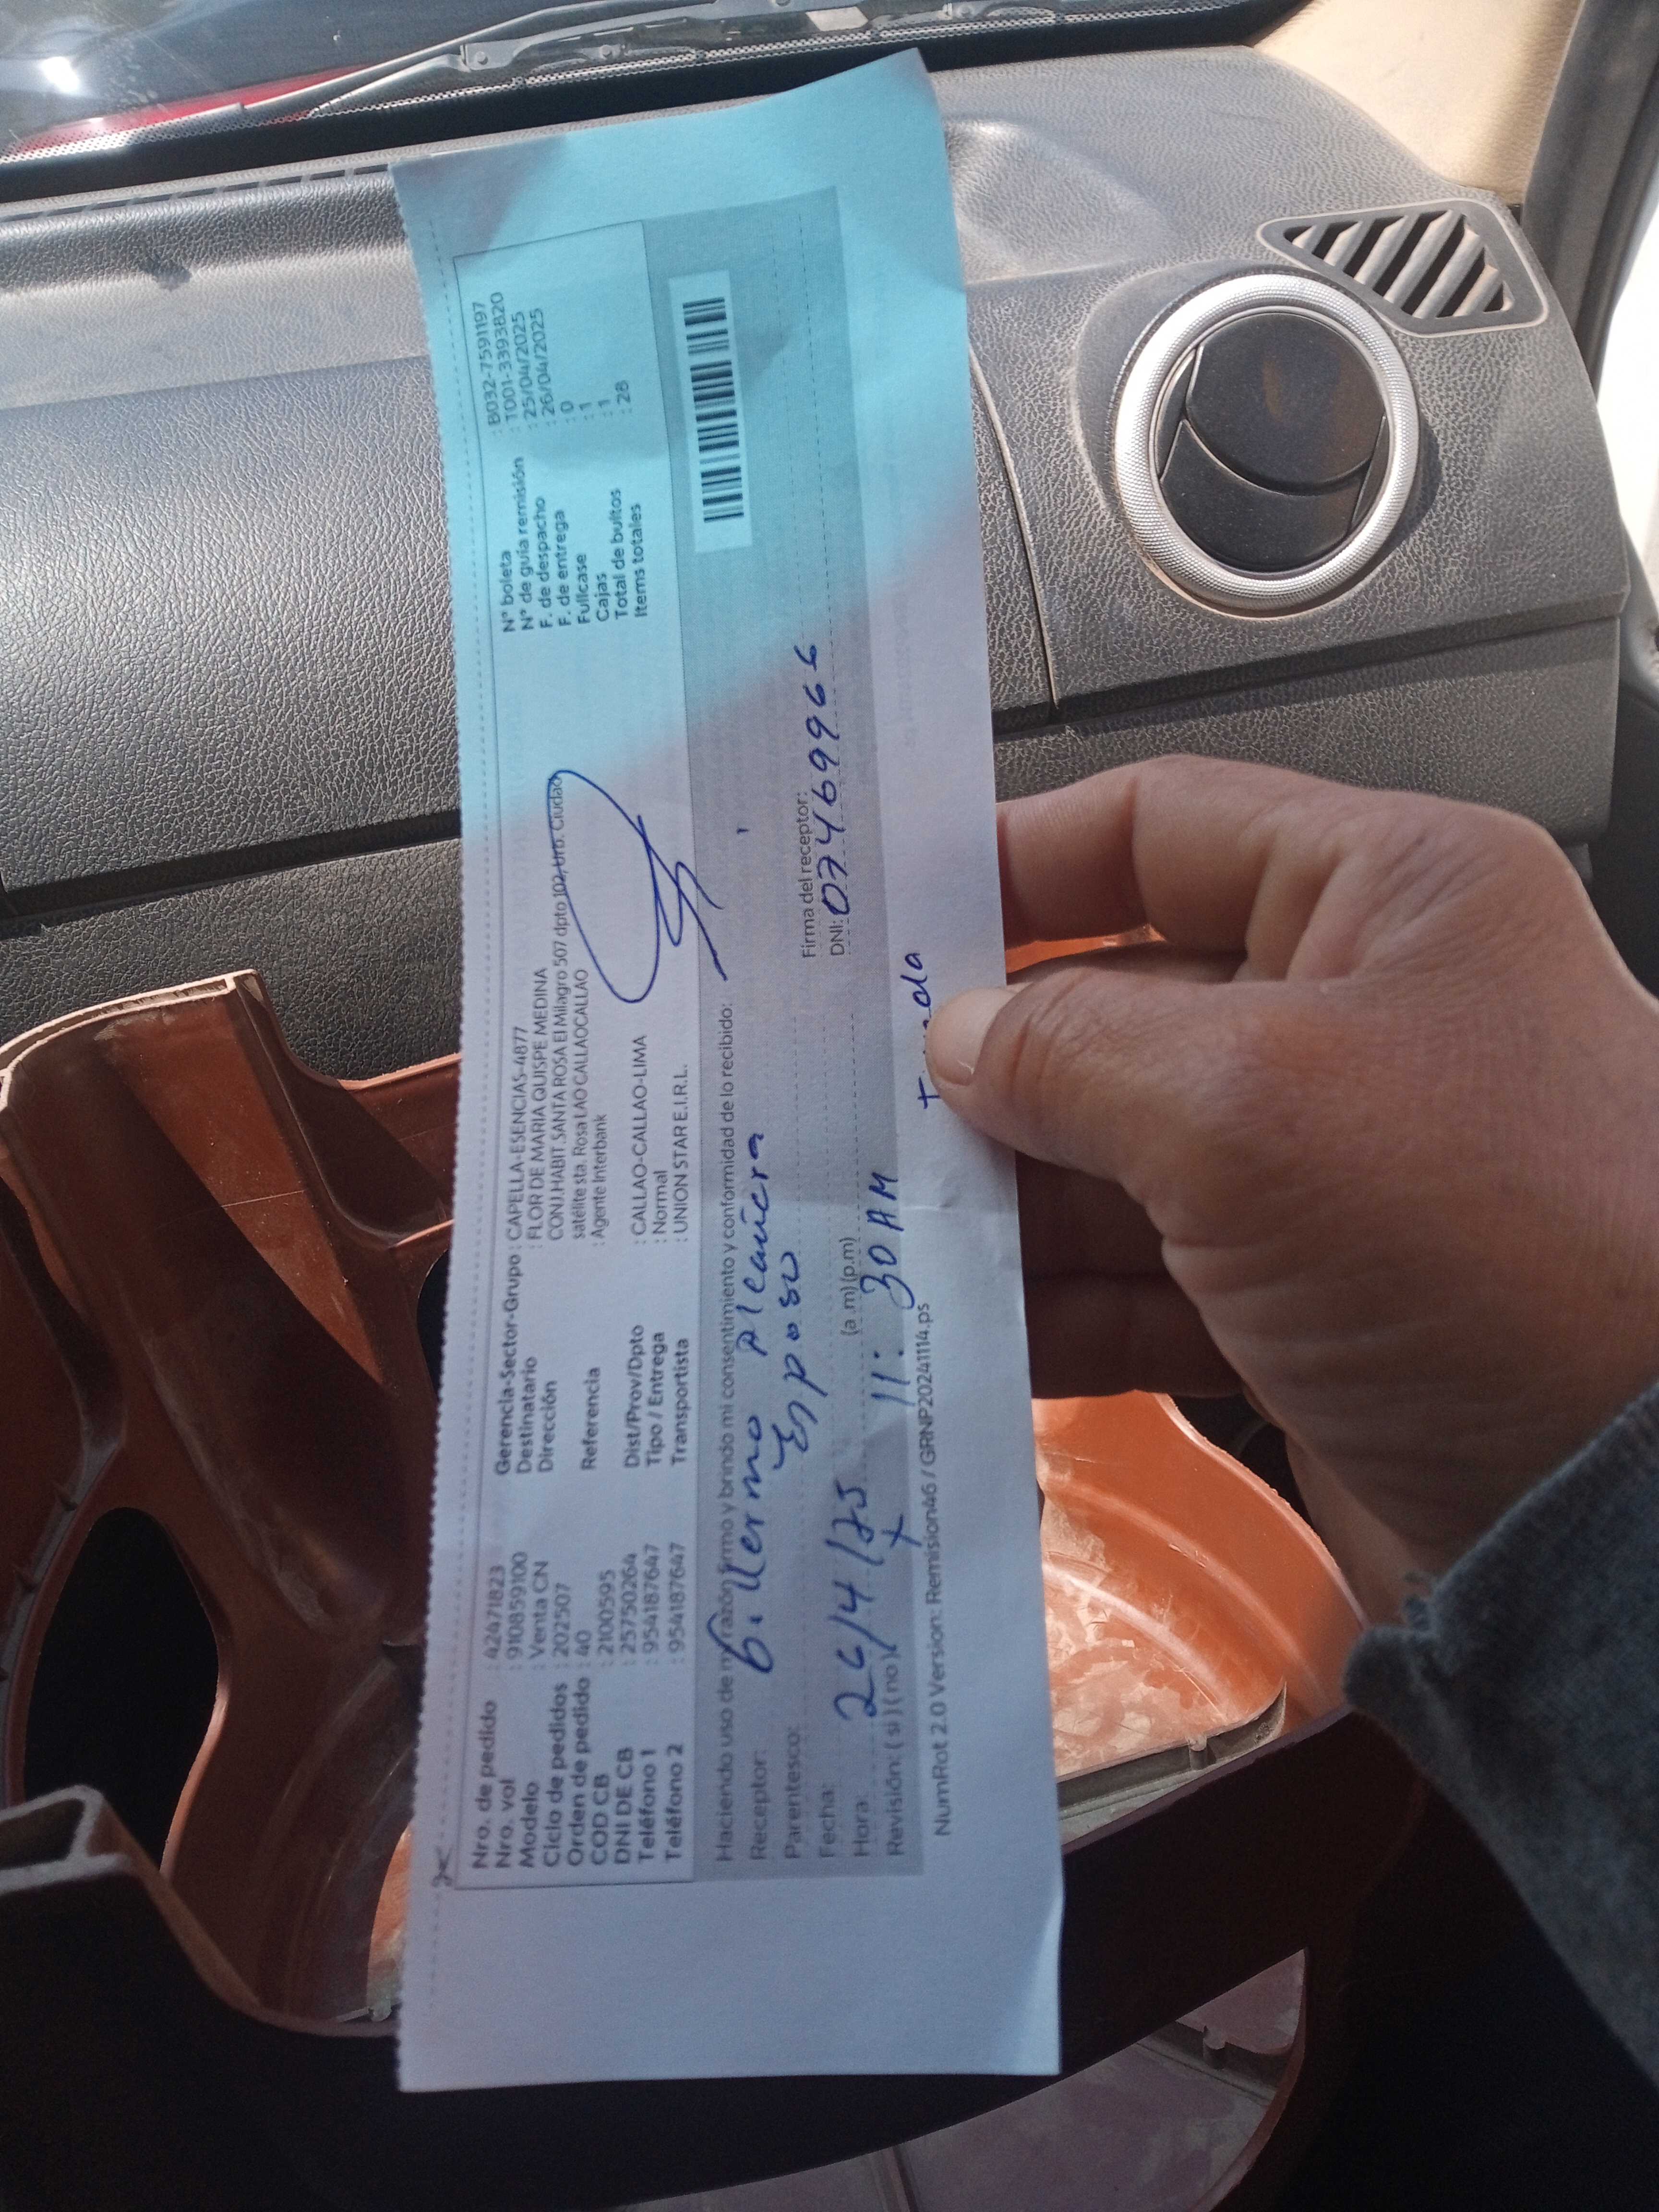 Nro. de pedido : 42471823
Nro. vol : 910859100
Modelo : Venta CN
Ciclo de pedidos : 202507
Orden de pedido : 40
COD CB : 2100595
DNI DE CB : 25750264
Teléfono 1 : 954187647
Teléfono 2 : 954187647
Gerencia-Sector-Grupo : CAPELLA-ESENCIAS-4877
Destinatario : FLOR DE MARIA QUISPE MEDINA
Dirección CONJ.HABIT .SANTA ROSA El Milagro 507 dpto 102, Urb. Ciudad
satélite sta. Rosa LAO CALLAOCALLAO
Referencia : Agente Interbank
Dist/Prov/Dpto : CALLAO-CALLAO-LIMA
Tipo / Entrega : Normal
Transportista : UNION STAR E.I.R.L.
N° boleta : B032-7591197
N° de guía remisión : T001-3393820
F. de despacho : 25/04/2025
F. de entrega : 26/04/2025
Fullcase : 0
Cajas : 1
Total de bultos : 1
Items totales : 28
Haciendo uso de mi razón firmo y brindo mi consentimiento y conformidad de lo recibido:
Receptor: Gillermo
Parentesco: Esposo
Fecha: 26/4/25
Hora: 11:30 AM (a .m) (p.m)
Revisión: ( si ) ( no ) x
Firma del receptor:
DNI: 07469966
NumRot 2.0 Version: Remision46 / GRNP20241114.ps